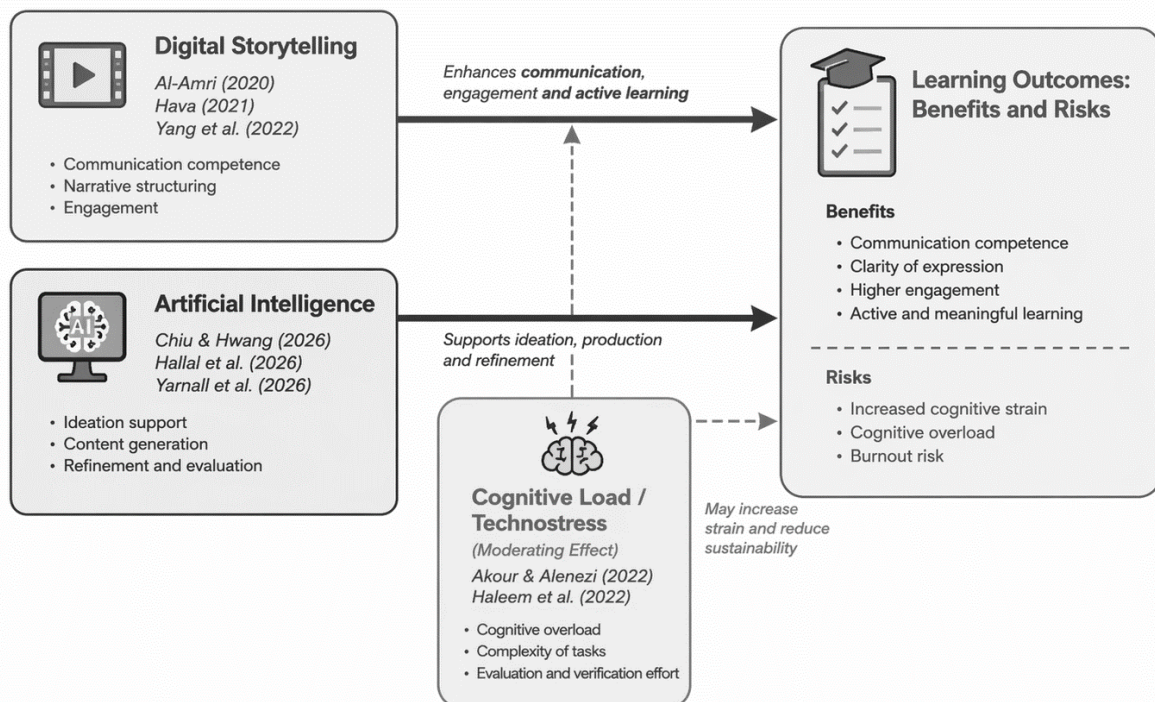 Digital Storytelling
Al-Amri (2020)
Hava (2021)
Yang et al. (2022)
• Communication competence
• Narrative structuring
• Engagement
Enhances communication,
engagement and active learning
Artificial Intelligence
AI
Chiu & Hwang (2026)
Hallal et al. (2026)
Yarnall et al. (2026)
• Ideation support
• Content generation
• Refinement and evaluation
Supports ideation, production
and refinement
Cognitive Load /
Technostress
(Moderating Effect)
Akour & Alenezi (2022)
Haleem et al. (2022)
• Cognitive overload
• Complexity of tasks
• Evaluation and verification effort
May increase
strain and reduce
sustainability
Learning Outcomes:
Benefits and Risks
Benefits
• Communication competence
• Clarity of expression
• Higher engagement
• Active and meaningful learning
Risks
• Increased cognitive strain
• Cognitive overload
• Burnout risk